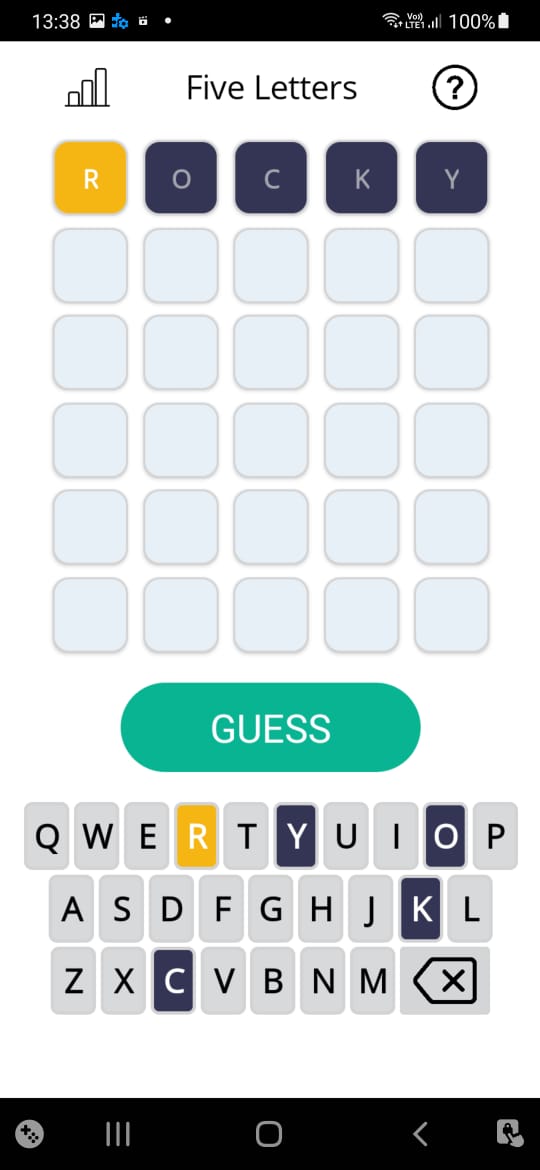 13:38 Vo)) LTE1 100%
Five Letters ?
R O C K Y
GUESS
Q W E R T Y U I O P
A S D F G H J K L
Z X C V B N M